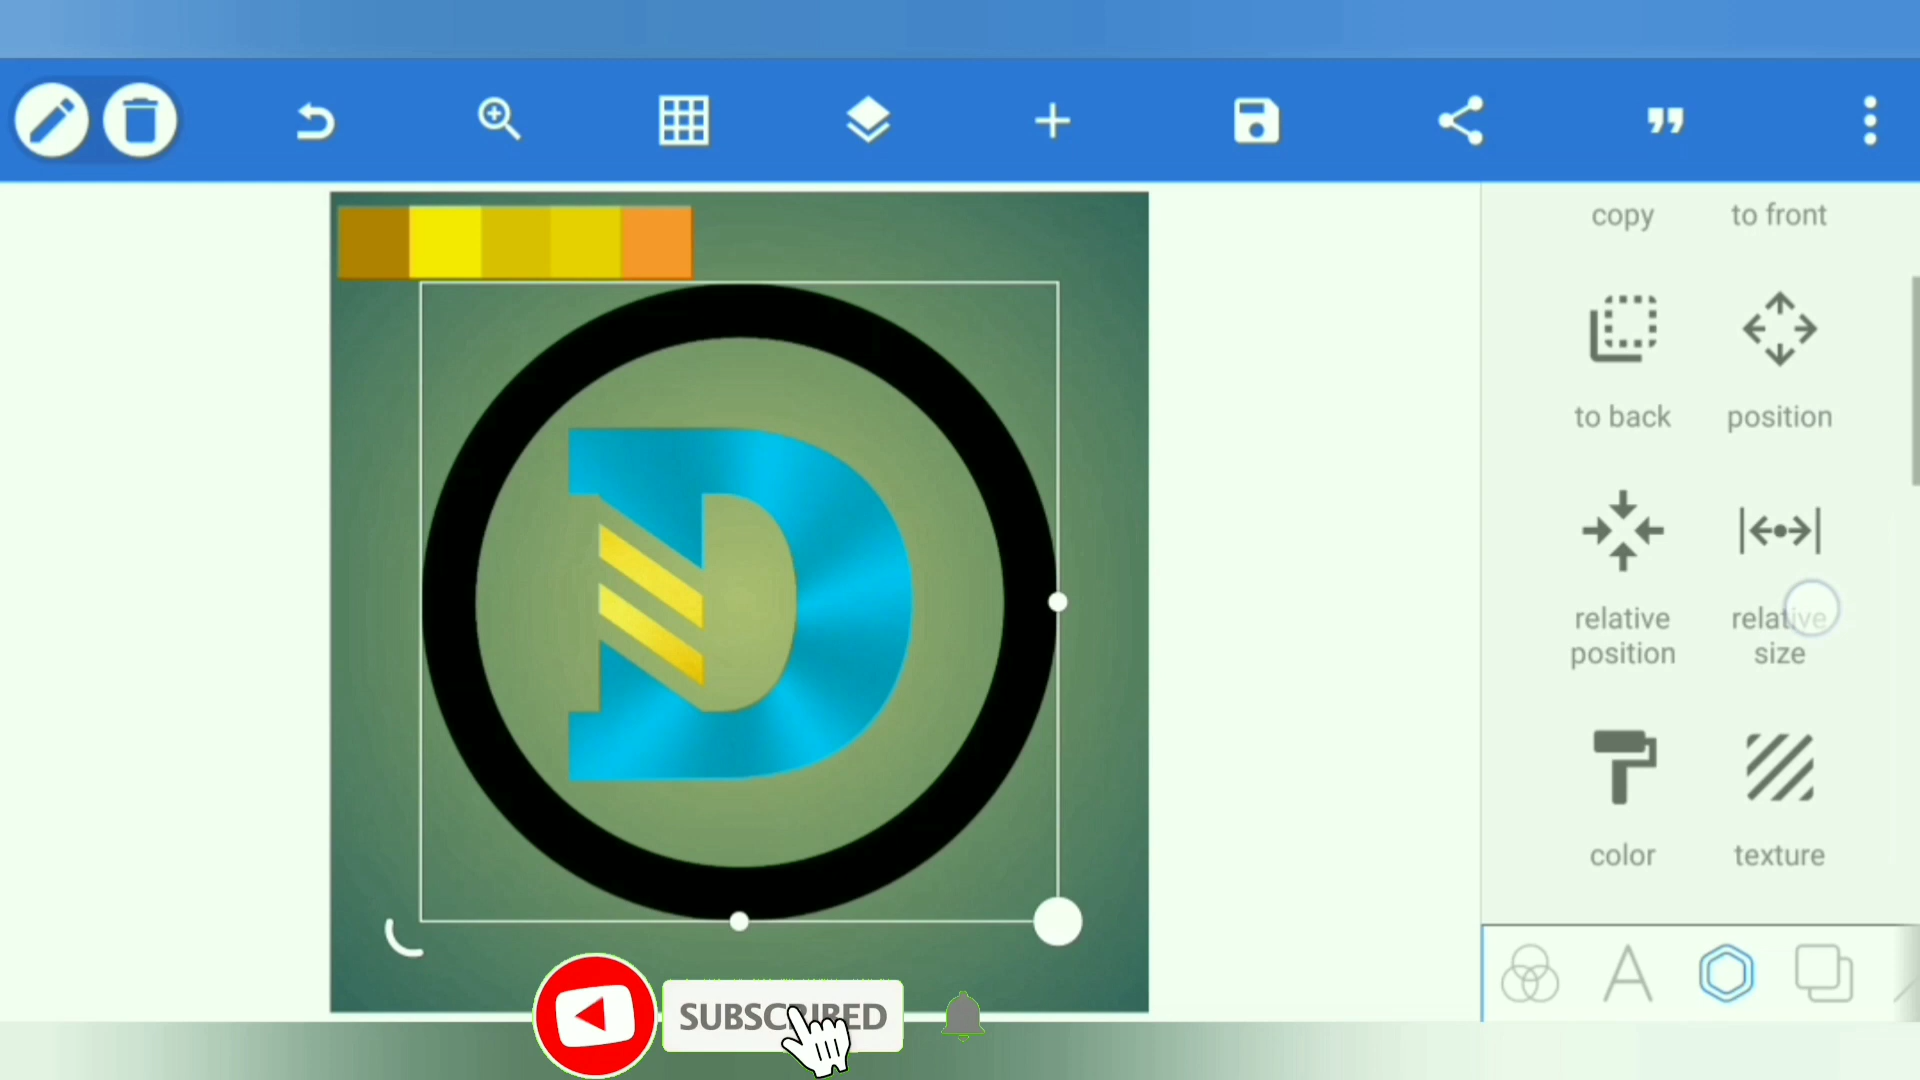 copy to front
to back position
relative position
relative size
color texture
D
SUBSCRIBED